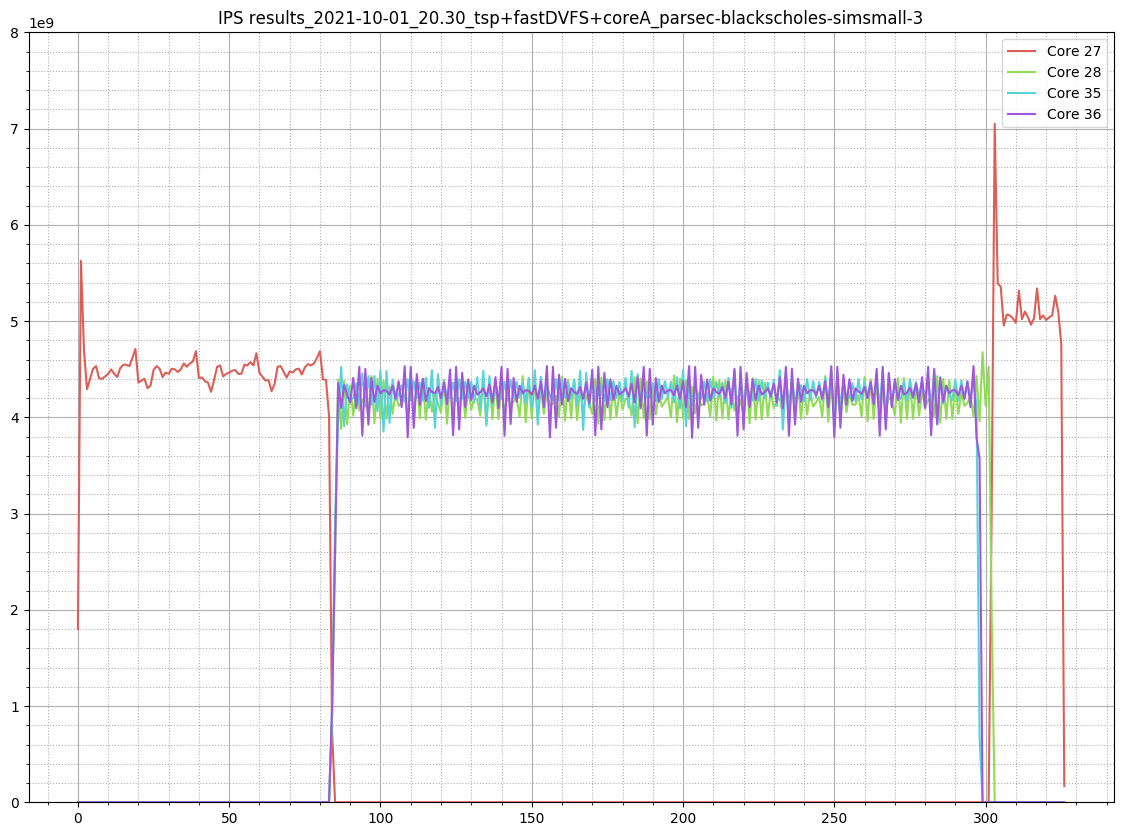 IPS results_2021-10-01_20.30_tsp+fastDVFS+coreA_parsec-blackscholes-simsmall-3
1e9
8
7
6
5
4
3
2
1
0
0 50 100 150 200 250 300
Core 27
Core 28
Core 35
Core 36